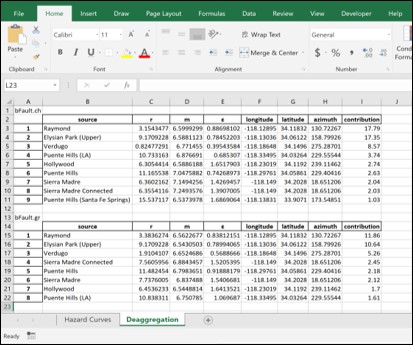 File Home Insert Draw Page Layout Formulas Data Review View Developer Help
Paste Calibri 11 Wrap Text General
B I U Merge & Center $ % ,
Clipboard Font Alignment Number
L23 fx
A B C D E F G H I
1 bFault.ch
2 source r m ε longitude latitude azimuth contribution
3 1 Raymond 3.1543477 6.5999299 0.88698102 -118.12895 34.11832 130.72267 17.79
4 2 Elysian Park (Upper) 9.1709228 6.5881123 0.78452203 -118.13036 34.06122 158.79926 17.35
5 3 Verdugo 0.82477291 6.771455 0.39543584 -118.18648 34.1496 275.28701 8.57
6 4 Puente Hills (LA) 10.733163 6.876691 0.685307 -118.33495 34.03264 229.55544 3.74
7 5 Hollywood 6.3054414 6.5886188 1.6517903 -118.23019 34.1192 239.11462 2.74
8 6 Puente Hills 11.165538 7.0475882 0.74268973 -118.29761 34.05861 229.40416 2.63
9 7 Sierra Madre 6.3602162 7.1494256 1.4269457 -118.149 34.2028 18.651645 2.04
10 8 Sierra Madre Connected 6.3554116 7.2493576 1.3907005 -118.149 34.2028 18.651645 2.03
11 9 Puente Hills (Santa Fe Springs) 15.537117 6.5373978 1.6869064 -118.13831 33.9071 173.54851 1.03
12
13 bFault.gr
14 source r m ε longitude latitude azimuth contribution
15 1 Raymond 3.3836274 6.5622677 0.83812151 -118.12895 34.11832 130.72267 11.86
16 2 Elysian Park (Upper) 9.1709228 6.5430503 0.78994065 -118.13036 34.06122 158.79926 10.64
17 3 Verdugo 1.9104107 6.6524686 0.5688666 -118.18648 34.1496 275.28701 5.26
18 4 Sierra Madre Connected 7.5605956 6.8843457 1.5205395 -118.149 34.2028 18.651645 2.45
19 5 Puente Hills 11.482454 6.7983651 0.91888179 -118.29761 34.05861 229.40416 2.18
20 6 Sierra Madre 7.7376005 6.837488 1.5406681 -118.149 34.2028 18.651645 2.12
21 7 Hollywood 6.4536233 6.5448814 1.6413521 -118.23019 34.1192 239.11462 1.7
22 8 Puente Hills (LA) 10.838311 6.750785 1.069687 -118.33495 34.03264 229.55544 1.61
23
Hazard Curves Deaggregation
Ready